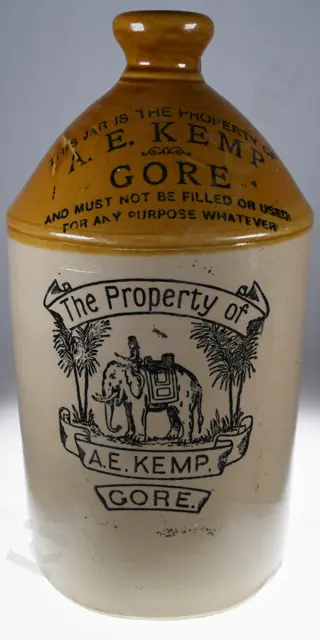 THIS JAR IS THE PROPERTY OF
A. E. KEMP
GORE
AND MUST NOT BE FILLED OR USED
FOR ANY PURPOSE WHATEVER
The Property of
A.E. KEMP.
GORE.